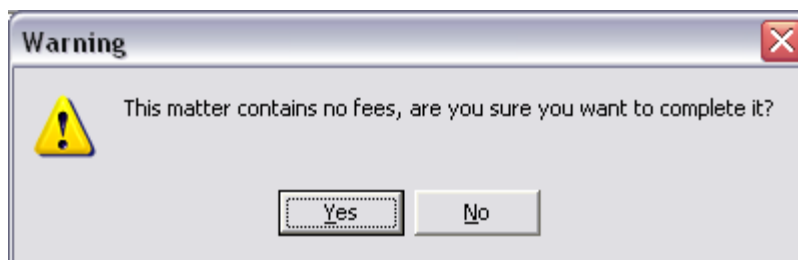 Warning
This matter contains no fees, are you sure you want to complete it?
Yes
No